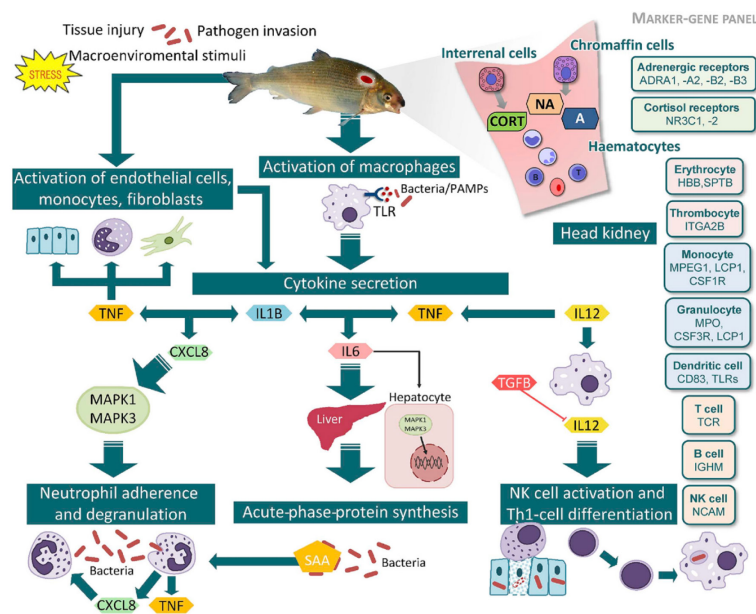 MARKER-GENE PANEL
Tissue injury
Pathogen invasion
Macroenviromental stimuli
STRESS
Interrenal cells
Chromaffin cells
CORT
NA
A
Haematocytes
B
T
Head kidney
Adrenergic receptors
ADRA1, -A2, -B2, -B3
Cortisol receptors
NR3C1, -2
Erythrocyte
HBB,SPTB
Thrombocyte
ITGA2B
Monocyte
MPEG1, LCP1,
CSF1R
Granulocyte
MPO,
CSF3R, LCP1
Dendritic cell
CD83, TLRs
T cell
TCR
B cell
IGHM
NK cell
NCAM
Activation of endothelial cells,
monocytes, fibroblasts
Activation of macrophages
Bacteria/PAMPs
TLR
Cytokine secretion
TNF
IL1B
TNF
IL12
CXCL8
IL6
MAPK1
MAPK3
Liver
Hepatocyte
MAPK1
MAPK3
TGFB
IL12
Neutrophil adherence
and degranulation
Acute-phase-protein synthesis
NK cell activation and
Th1-cell differentiation
Bacteria
SAA
Bacteria
CXCL8
TNF